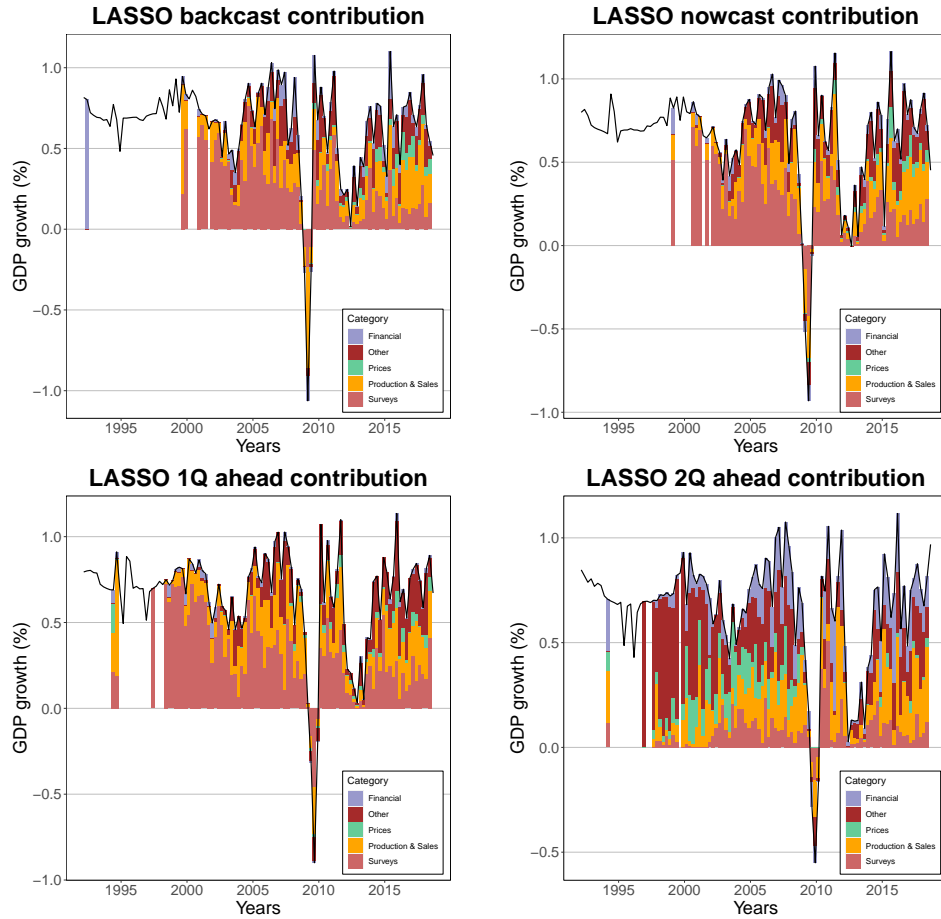 LASSO backcast contribution
GDP growth (%)
1.0
0.5
0.0
−0.5
−1.0
Category
Financial
Other
Prices
Production & Sales
Surveys
1995 2000 2005 2010 2015
Years
LASSO nowcast contribution
GDP growth (%)
1.0
0.5
0.0
−0.5
−1.0
Category
Financial
Other
Prices
Production & Sales
Surveys
1995 2000 2005 2010 2015
Years
LASSO 1Q ahead contribution
GDP growth (%)
1.0
0.5
0.0
−0.5
−1.0
Category
Financial
Other
Prices
Production & Sales
Surveys
1995 2000 2005 2010 2015
Years
LASSO 2Q ahead contribution
GDP growth (%)
1.0
0.5
0.0
−0.5
Category
Financial
Other
Prices
Production & Sales
Surveys
1995 2000 2005 2010 2015
Years